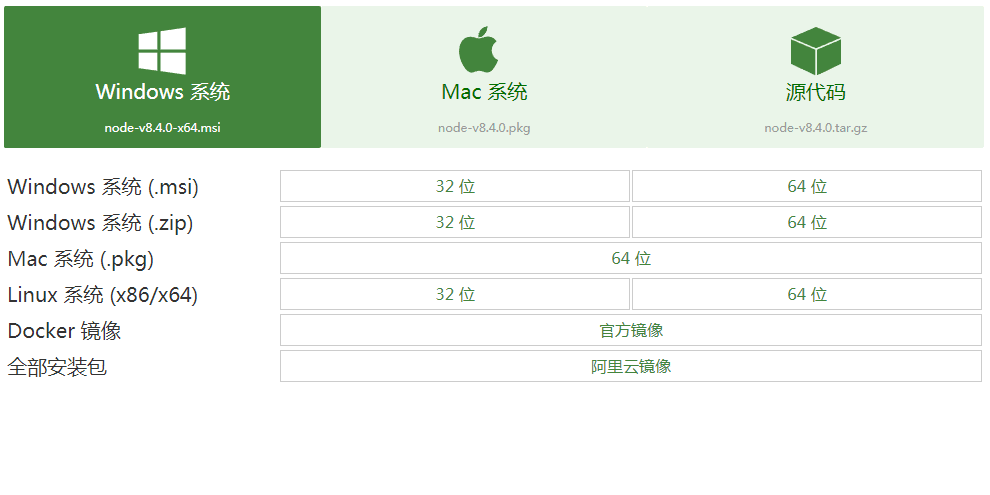 Windows 系统 Mac 系统 源代码
node-v8.4.0-x64.msi node-v8.4.0.pkg node-v8.4.0.tar.gz
Windows 系统 (.msi) 32 位 64 位
Windows 系统 (.zip) 32 位 64 位
Mac 系统 (.pkg) 64 位
Linux 系统 (x86/x64) 32 位 64 位
Docker 镜像 官方镜像
全部安装包 阿里云镜像